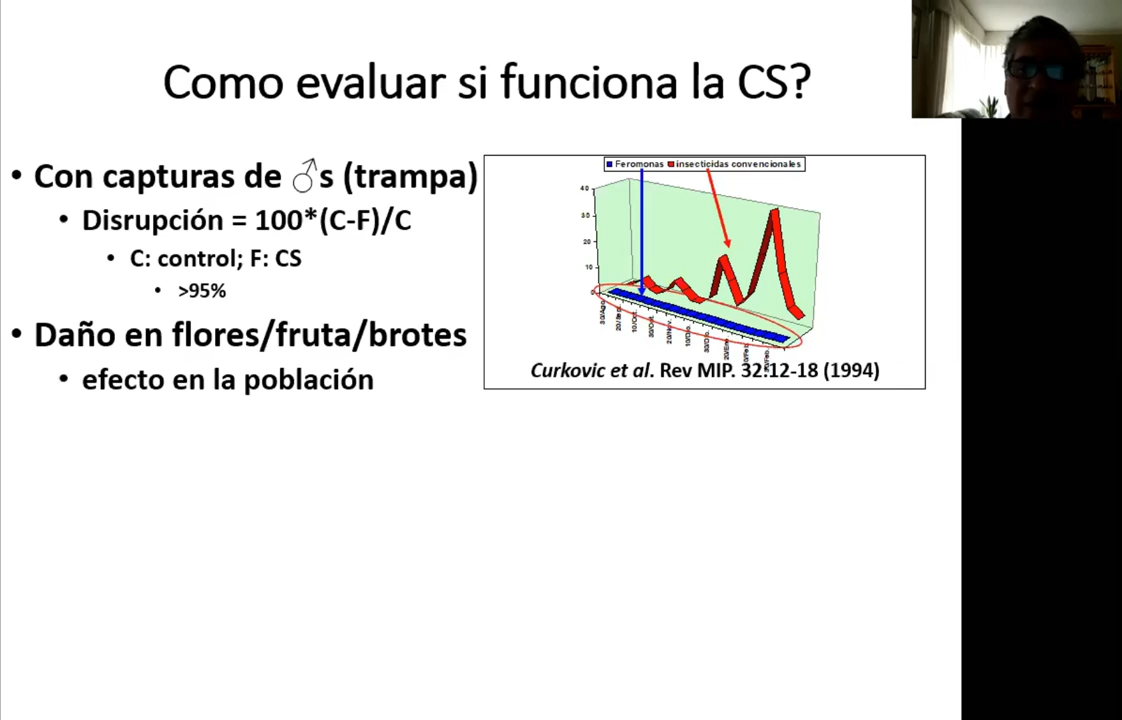 Como evaluar si funciona la CS?
• Con capturas de ♂s (trampa)
• Disrupción = 100*(C-F)/C
• C: control; F: CS
• >95%
• Daño en flores/fruta/brotes
• efecto en la población
Feromonas insecticidas convencionales
40
30
20
10
0
Curkovic et al. Rev MIP. 32:12-18 (1994)